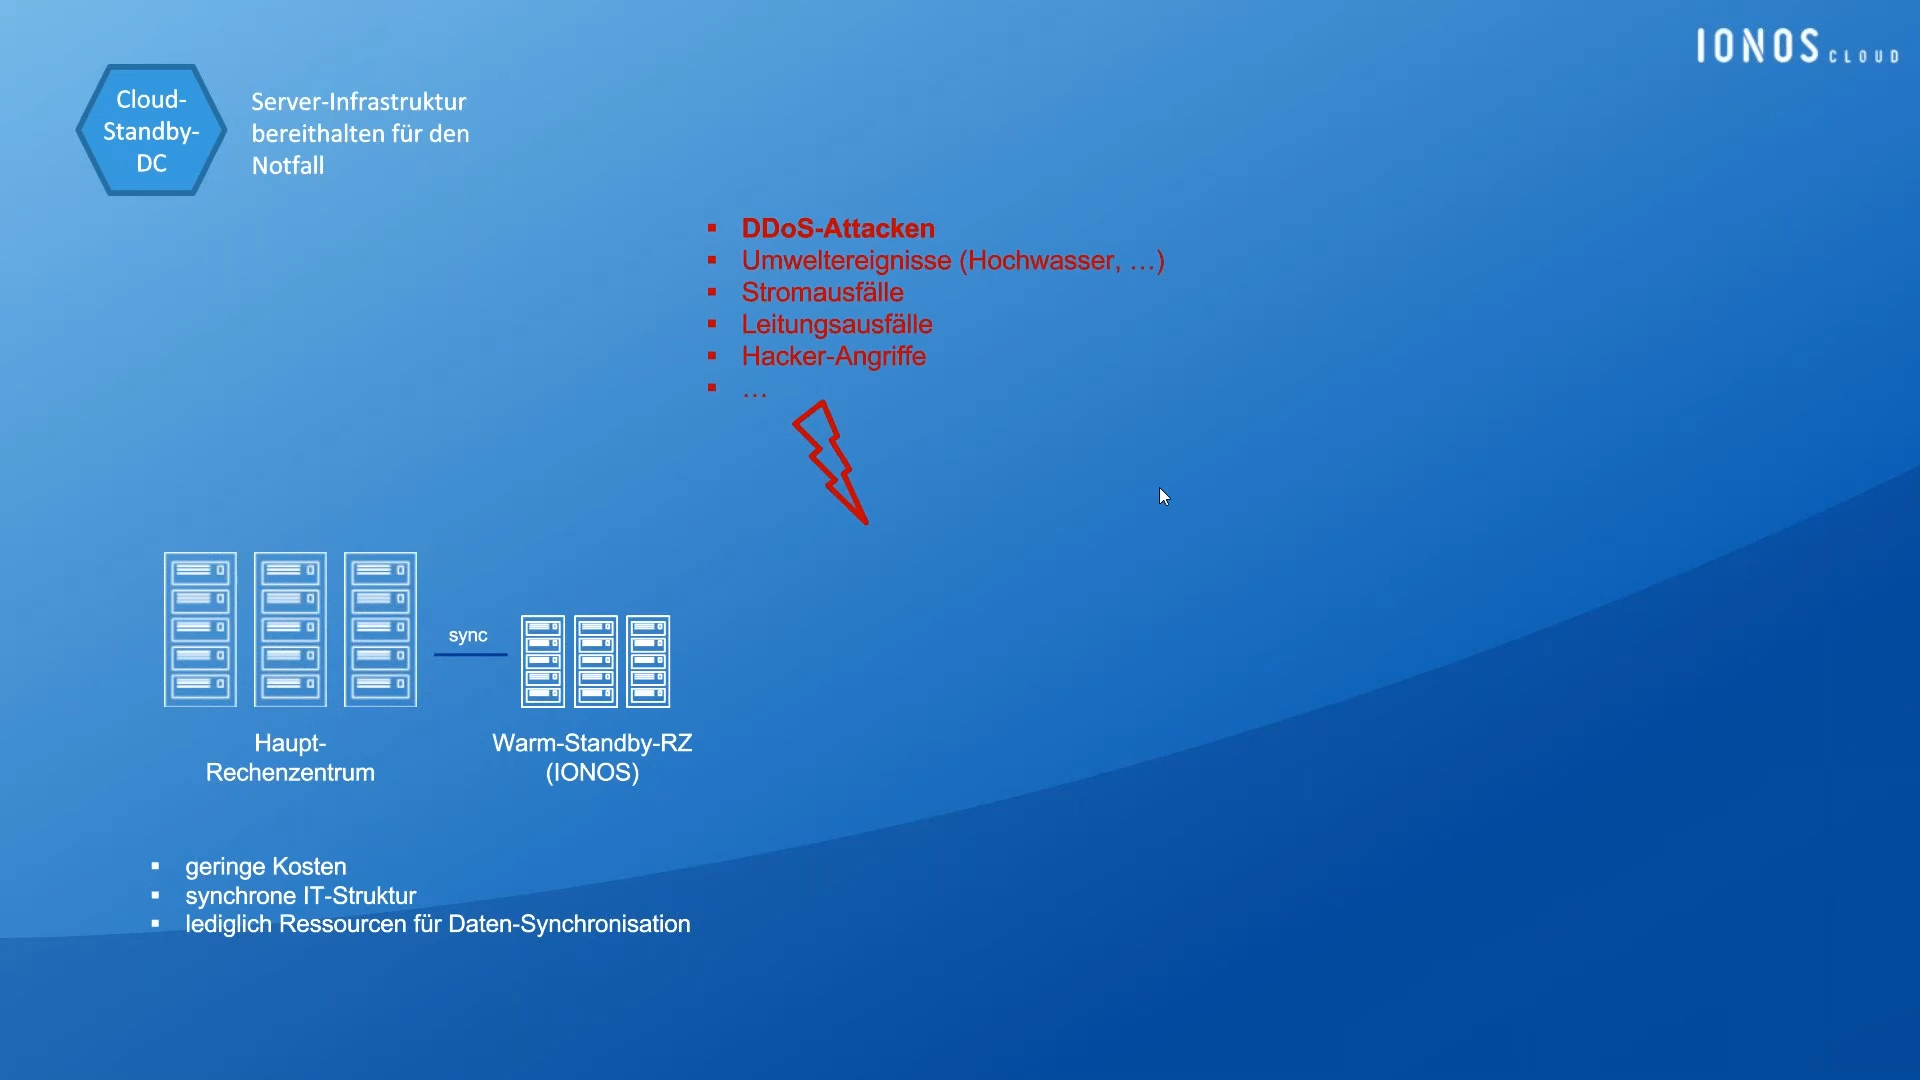 IONOS CLOUD
Cloud-
Standby-
DC
Server-Infrastruktur
bereithalten für den
Notfall
▪ DDoS-Attacken
▪ Umweltereignisse (Hochwasser, …)
▪ Stromausfälle
▪ Leitungsausfälle
▪ Hacker-Angriffe
▪ …
sync
Haupt-
Rechenzentrum
Warm-Standby-RZ
(IONOS)
▪ geringe Kosten
▪ synchrone IT-Struktur
▪ lediglich Ressourcen für Daten-Synchronisation